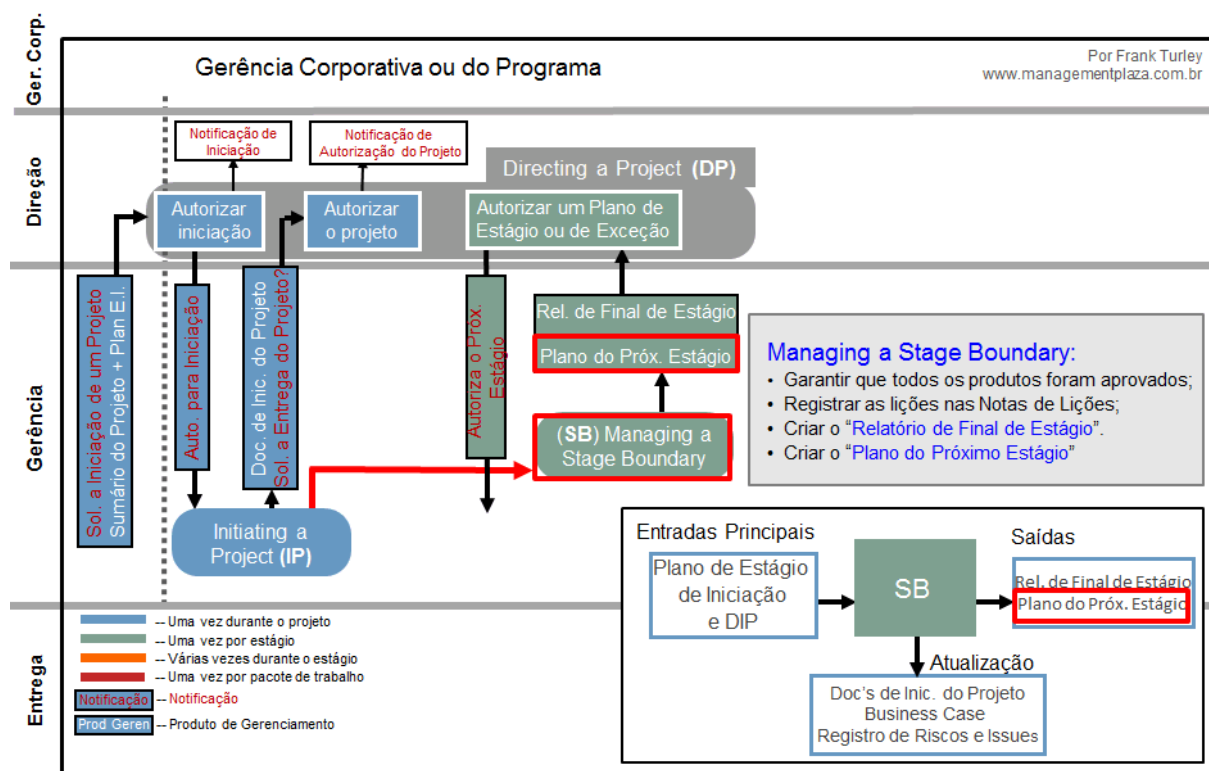 Ger. Corp.
Gerência Corporativa ou do Programa
Por Frank Turley
www.managementplaza.com.br
Direção
Notificação de
Iniciação
Notificação de
Autorização do Projeto
Directing a Project (DP)
Autorizar
iniciação
Autorizar
o projeto
Autorizar um Plano de
Estágio ou de Exceção
Gerência
Sol. a Iniciação de um Projeto
Sumário do Projeto + Plan E.I.
Auto. para Iniciação
Doc. de Inic. do Projeto
Sol. a Entrega do Projeto?
Autoriza o Próx.
Estágio
Rel. de Final de Estágio
Plano do Próx. Estágio
(SB) Managing a
Stage Boundary
Initiating a
Project (IP)
Managing a Stage Boundary:
• Garantir que todos os produtos foram aprovados;
• Registrar as lições nas Notas de Lições;
• Criar o “Relatório de Final de Estágio”.
• Criar o “Plano do Próximo Estágio”
Entradas Principais
Plano de Estágio
de Iniciação
e DIP
SB
Saídas
Rel. de Final de Estágio
Plano do Próx. Estágio
Atualização
Doc’s de Inic. do Projeto
Business Case
Registro de Riscos e Issues
Entrega
-- Uma vez durante o projeto
-- Uma vez por estágio
-- Várias vezes durante o estágio
-- Uma vez por pacote de trabalho
Notificação -- Notificação
Prod Geren -- Produto de Gerenciamento